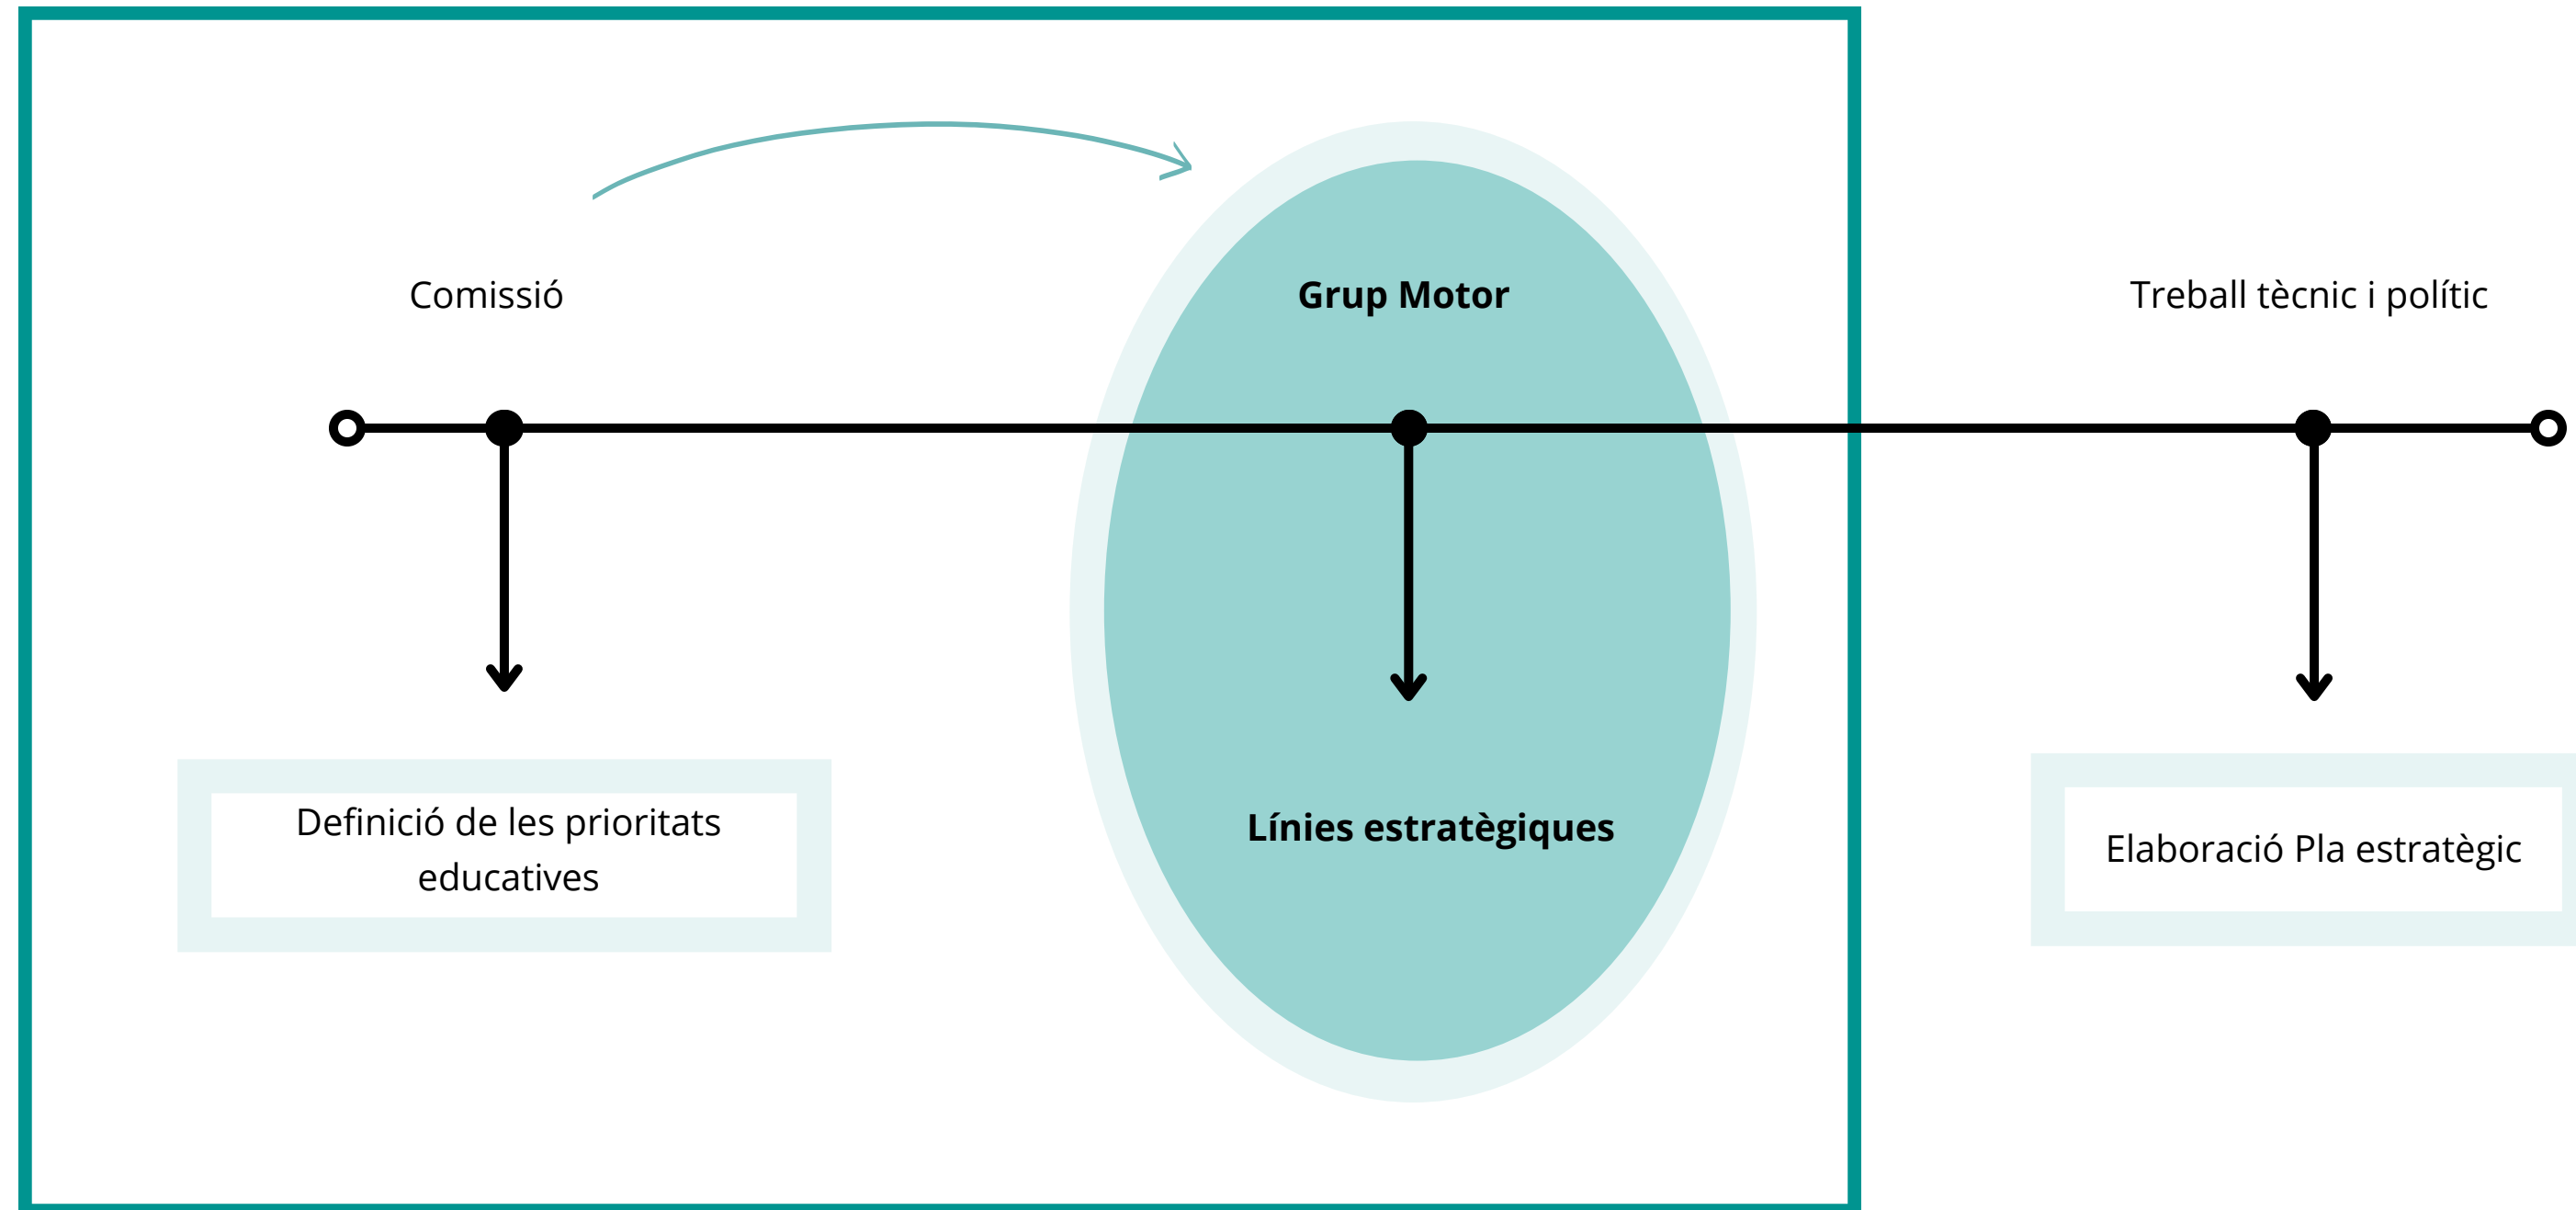 Comissió
Grup Motor
Treball tècnic i polític
Definició de les prioritats
educatives
Línies estratègiques
Elaboració Pla estratègic